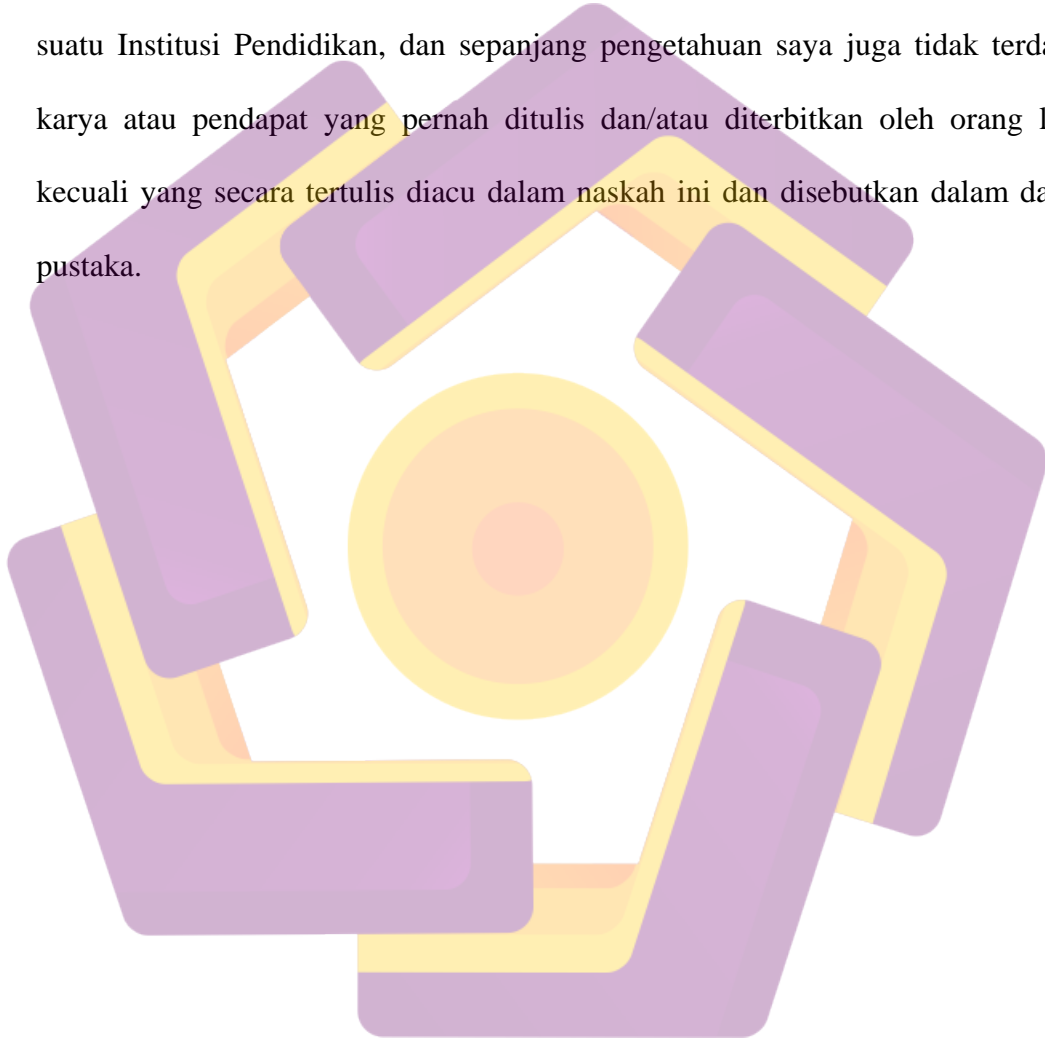 suatu Institusi Pendidikan, dan sepanjang pengetahuan saya juga tidak
karya atau pendapat yang pernah ditulis dan/atau diterbitkan oleh orang
kecuali yang secara tertulis diacu dalam naskah ini dan disebutkan dalam
pustaka.